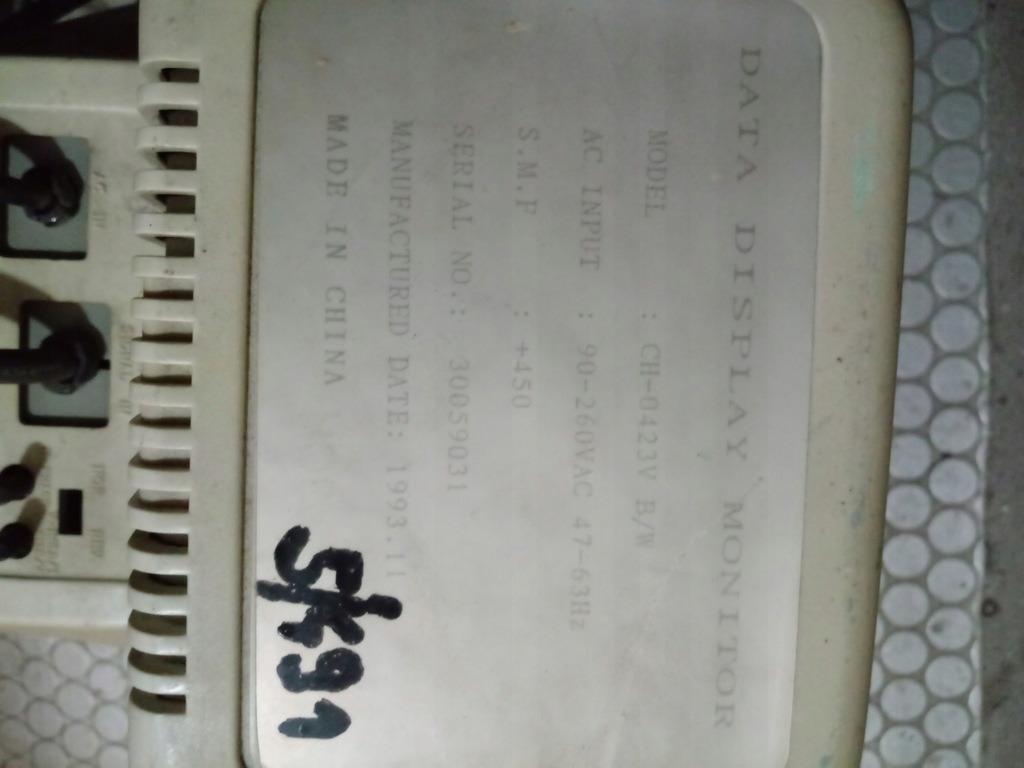 DATA DISPLAY MONITOR
MODEL : CH-0423V B/W
AC INPUT : 90-260VAC 47-63Hz
S.M.F : +450
SERIAL NO.: 30059031
MANUFACTURED DATE: 1993.11
MADE IN CHINA